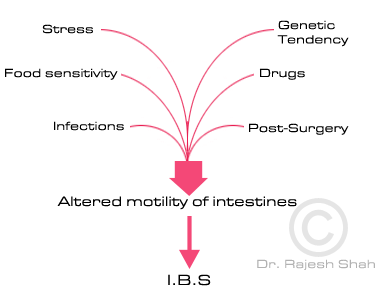 Stress
Genetic
Tendency
Food sensitivity
Drugs
Infections
Post-Surgery
Altered motility of intestines
©
Dr. Rajesh Shah
I.B.S